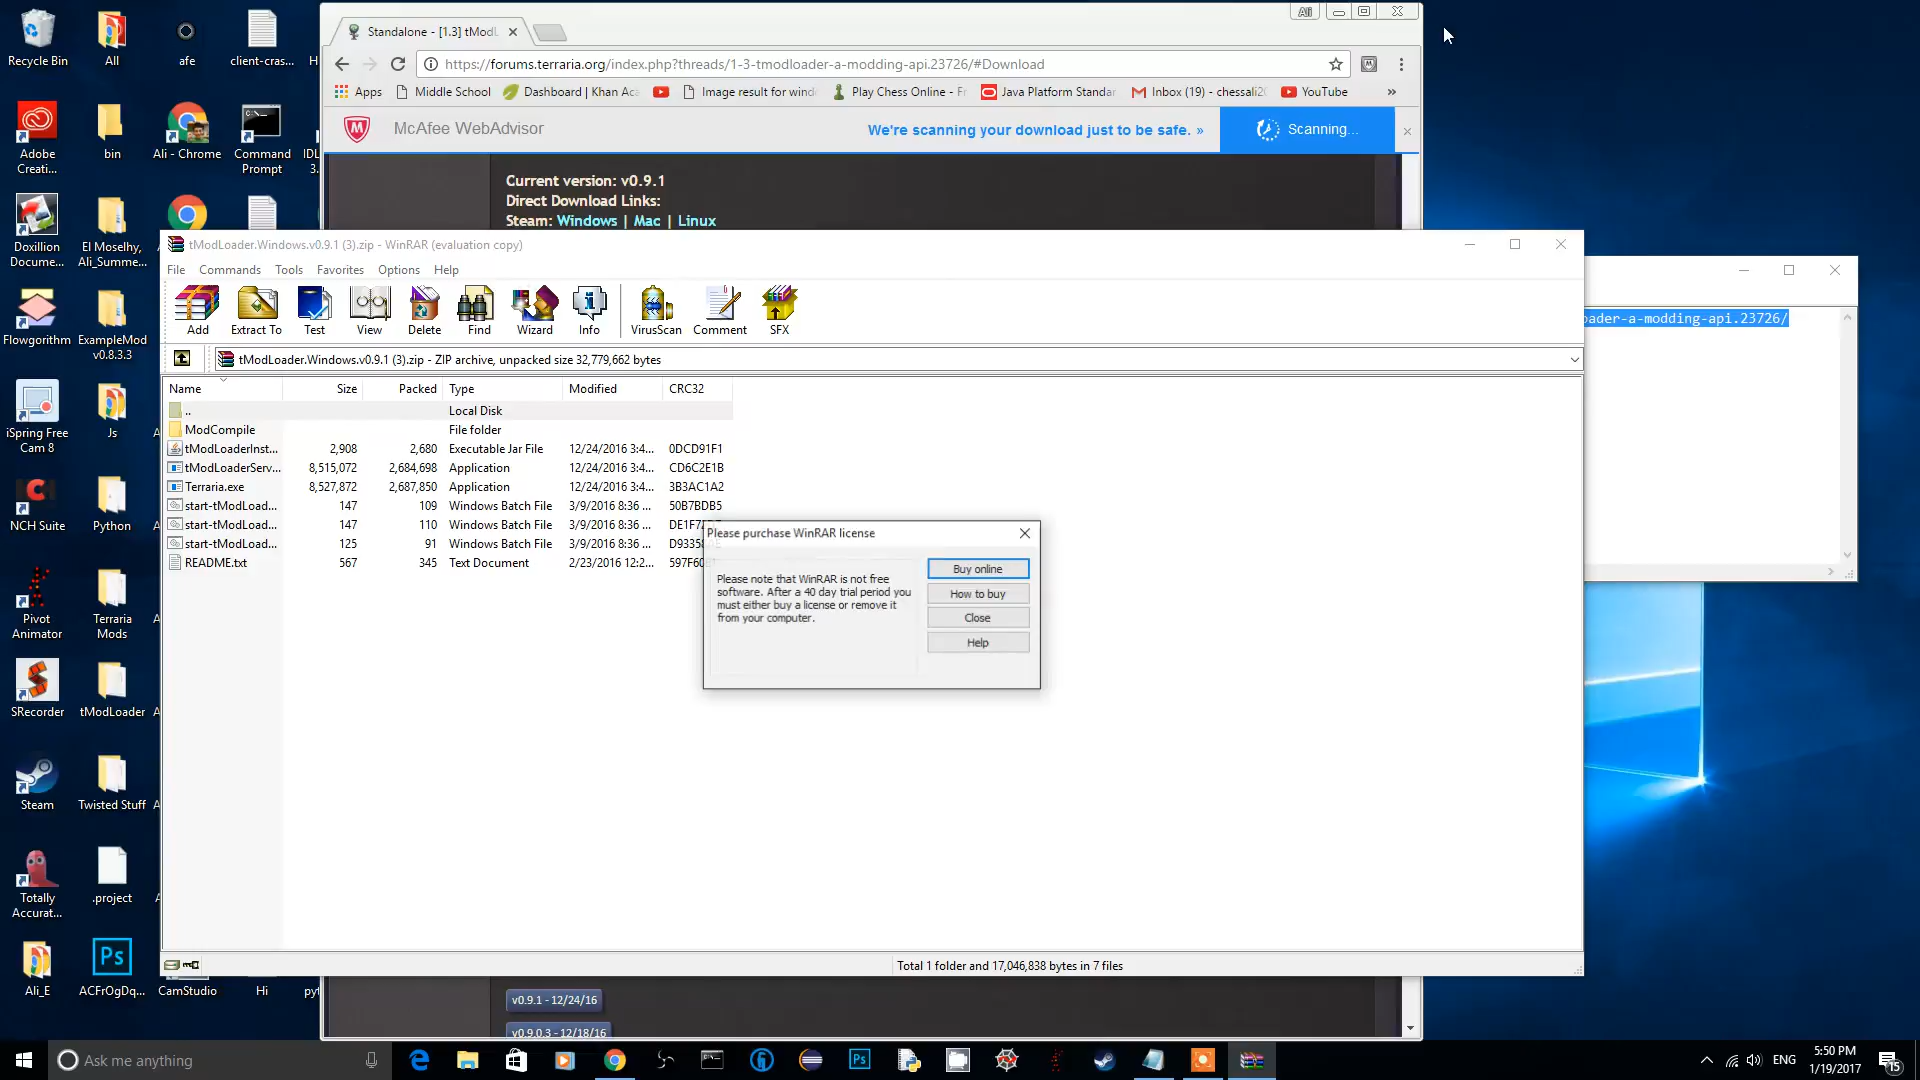 Recycle Bin
All
afe
client-cras...
Adobe Creati...
bin
Ali - Chrome
Command Prompt
IDL 3.
Doxillion Docume...
El Moselhy, Ali_Summe...
Flowgorithm
ExampleMod v0.8.3.3
iSpring Free Cam 8
Js
NCH Suite
Python
Pivot Animator
Terraria Mods
SRecorder
tModLoader
Steam
Twisted Stuff
Totally Accurat...
.project
Ali_E
ACFrOgDq...
CamStudio
Hi
pyt
Standalone - [1.3] tModL
Ali
https://forums.terraria.org/index.php?threads/1-3-tmodloader-a-modding-api.23726/#Download
Apps
Middle School
Dashboard | Khan Aca
Image result for wind
Play Chess Online - Fr
Java Platform Standar
Inbox (19) - chessali20
YouTube
»
McAfee WebAdvisor
We're scanning your download just to be safe. »
Scanning...
Current version: v0.9.1
Direct Download Links:
Steam: Windows | Mac | Linux
tModLoader.Windows.v0.9.1 (3).zip - WinRAR (evaluation copy)
File Commands Tools Favorites Options Help
Add Extract To Test View Delete Find Wizard Info VirusScan Comment SFX
tModLoader.Windows.v0.9.1 (3).zip - ZIP archive, unpacked size 32,779,662 bytes
Name Size Packed Type Modified CRC32
.. Local Disk
ModCompile File folder
tModLoaderInst... 2,908 2,680 Executable Jar File 12/24/2016 3:4... 0DCD91F1
tModLoaderServ... 8,515,072 2,684,698 Application 12/24/2016 3:4... CD6C2E1B
Terraria.exe 8,527,872 2,687,850 Application 12/24/2016 3:4... 3B3AC1A2
start-tModLoad... 147 109 Windows Batch File 3/9/2016 8:36 ... 50B7BDB5
start-tModLoad... 147 110 Windows Batch File 3/9/2016 8:36 ...
start-tModLoad... 125 91 Windows Batch File 3/9/2016 8:36 ...
README.txt 567 345 Text Document 2/23/2016 12:2...
Please purchase WinRAR license
Please note that WinRAR is not free
software. After a 40 day trial period you
must either buy a license or remove it
from your computer.
Buy online
How to buy
Close
Help
oader-a-modding-api.23726/
Total 1 folder and 17,046,838 bytes in 7 files
v0.9.1 - 12/24/16
v0.9.0.3 - 12/18/16
Ask me anything
Ps
ENG
5:50 PM
1/19/2017
15